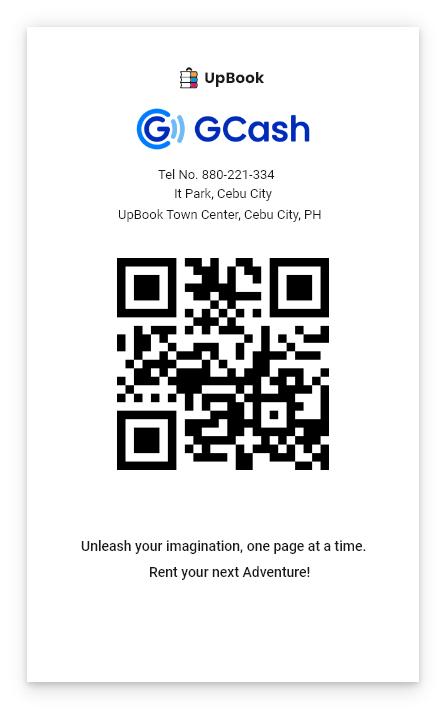 UpBook
GCash
Tel No. 880-221-334
It Park, Cebu City
UpBook Town Center, Cebu City, PH
Unleash your imagination, one page at a time.
Rent your next Adventure!